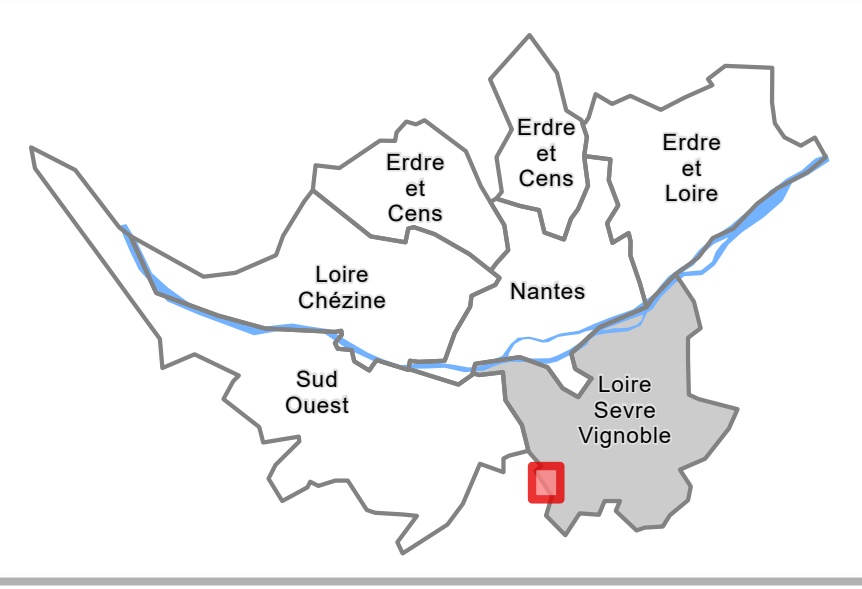 Erdre
et
Cens
Erdre
et
Cens
Erdre
et
Loire
Loire
Chézine
Nantes
Sud
Ouest
Loire
Sevre
Vignoble